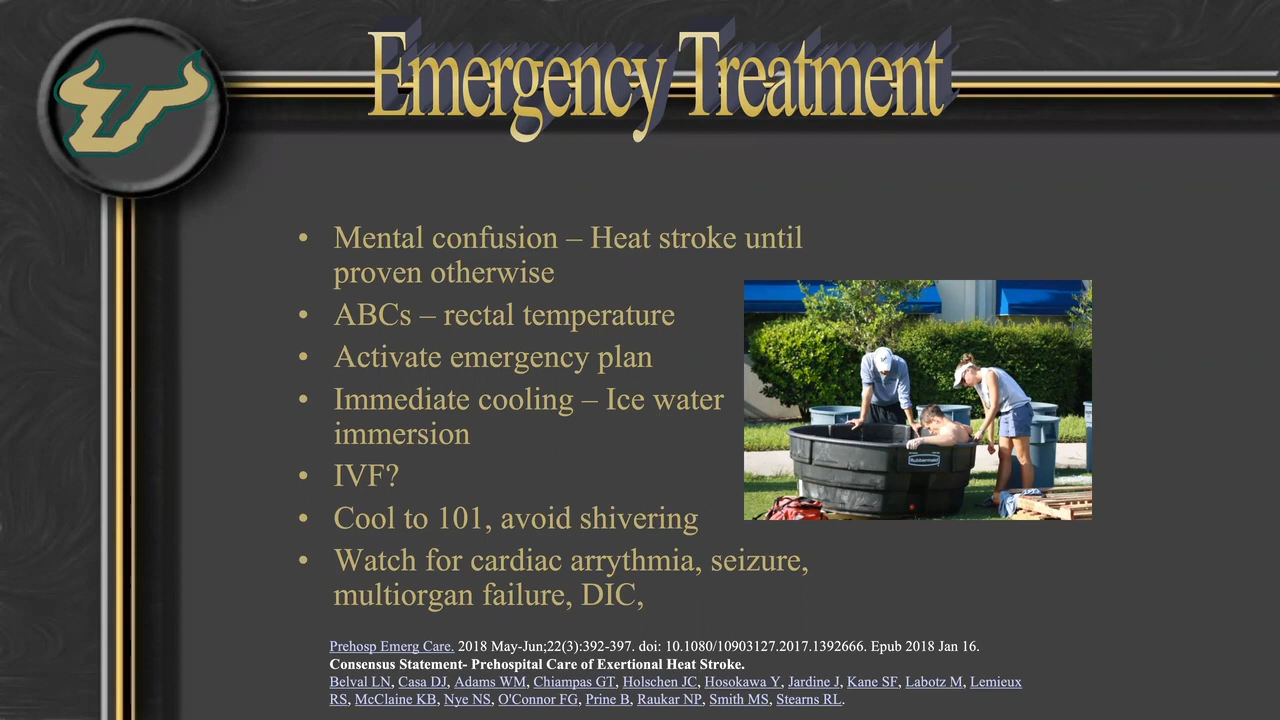 Emergency Treatment
• Mental confusion – Heat stroke until
proven otherwise
• ABCs – rectal temperature
• Activate emergency plan
• Immediate cooling – Ice water
immersion
• IVF?
• Cool to 101, avoid shivering
• Watch for cardiac arrythmia, seizure,
multiorgan failure, DIC,
Rubbermaid
Prehosp Emerg Care. 2018 May-Jun;22(3):392-397. doi: 10.1080/10903127.2017.1392666. Epub 2018 Jan 16.
Consensus Statement- Prehospital Care of Exertional Heat Stroke.
Belval LN, Casa DJ, Adams WM, Chiampas GT, Holschen JC, Hosokawa Y, Jardine J, Kane SF, Labotz M, Lemieux
RS, McClaine KB, Nye NS, O'Connor FG, Prine B, Raukar NP, Smith MS, Stearns RL.